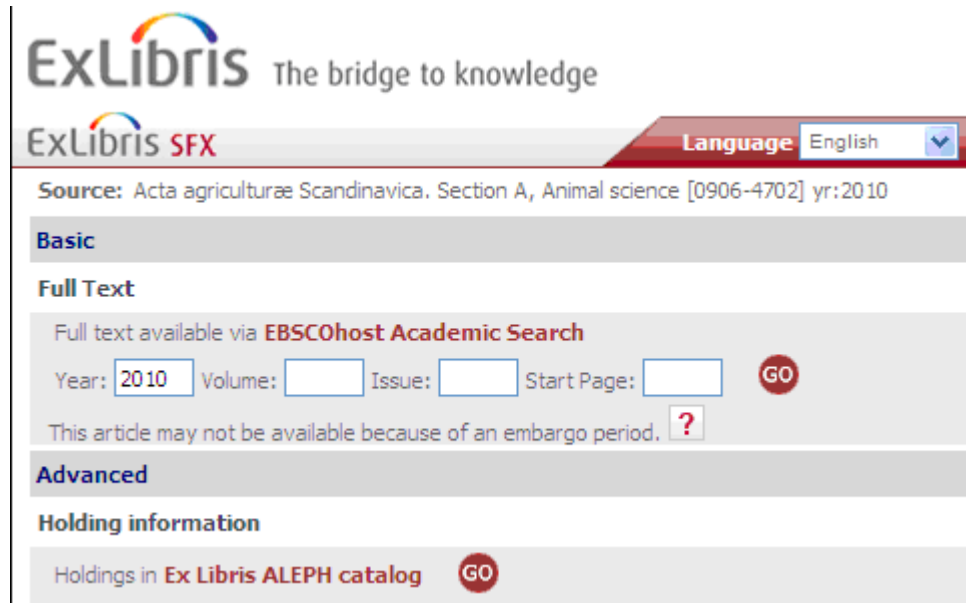 ExLibris The bridge to knowledge
ExLibris SFX Language English
Source: Acta agriculturæ Scandinavica. Section A, Animal science [0906-4702] yr:2010
Basic
Full Text
Full text available via EBSCOhost Academic Search
Year: 2010 Volume: Issue: Start Page: GO
This article may not be available because of an embargo period. ?
Advanced
Holding information
Holdings in Ex Libris ALEPH catalog GO